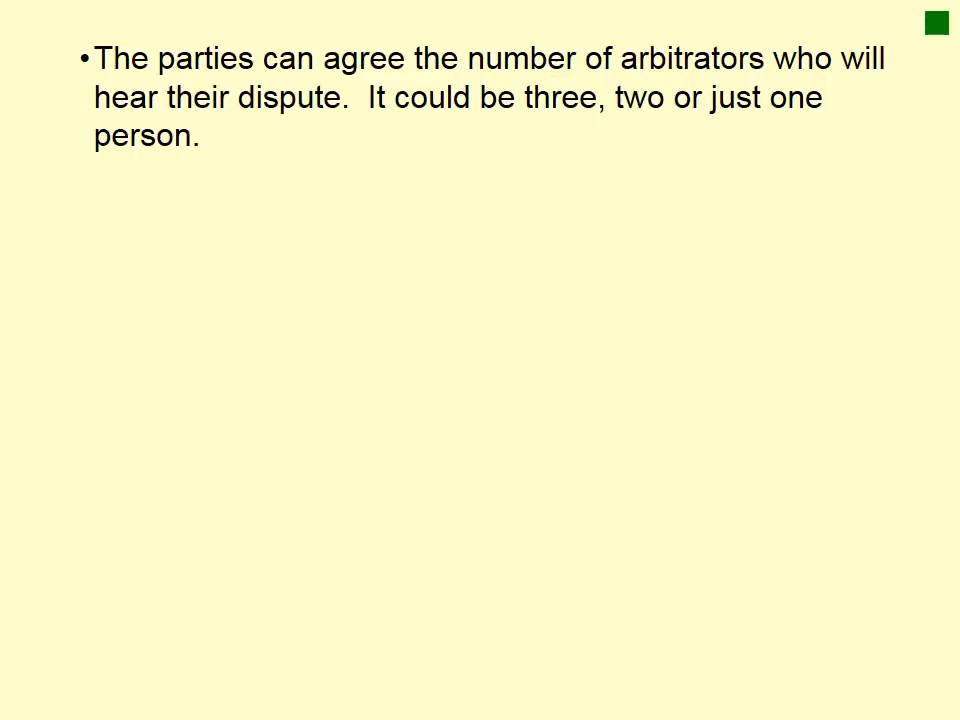 •The parties can agree the number of arbitrators who will
hear their dispute.  It could be three, two or just one
person.